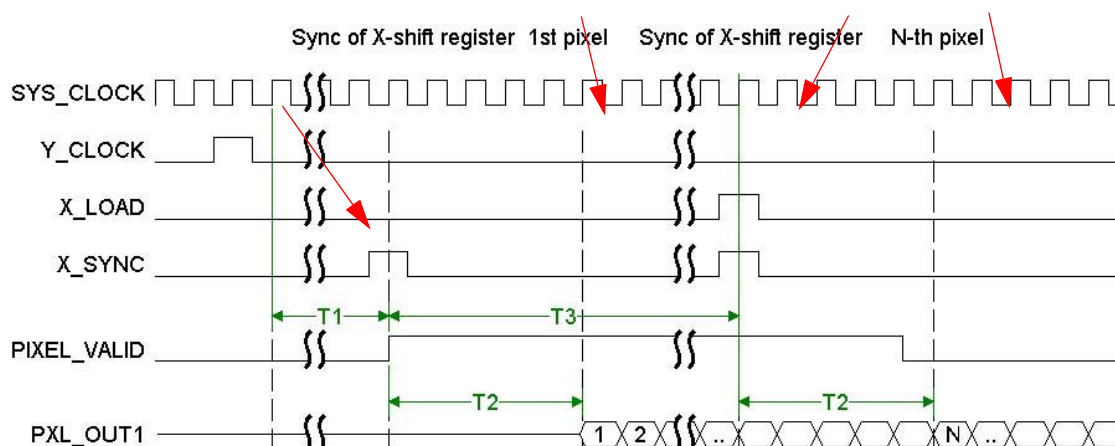 Sync of X-shift register 1st pixel Sync of X-shift register N-th pixel
SYS_CLOCK
Y_CLOCK
X_LOAD
X_SYNC
T1 T3
PIXEL_VALID
T2 T2
PXL_OUT1 1 2 .. N ..